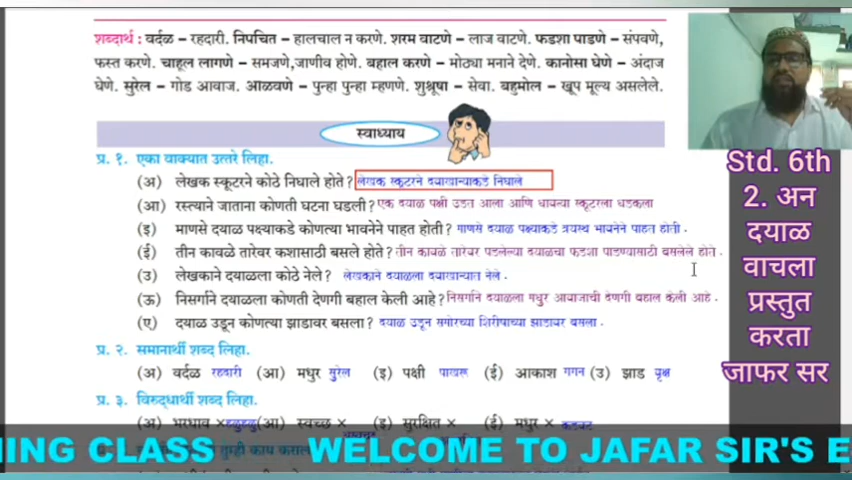 शब्दार्थ : वर्दळ – रहदारी. निपचित – हालचाल न करणे. शरम वाटणे – लाज वाटणे. फडशा पाडणे – संपवणे,
फस्त करणे. चाहूल लागणे – समजणे,जाणीव होणे. बहाल करणे – मोठ्या मनाने देणे. कानोसा घेणे – अंदाज
घेणे. सुरेल – गोड आवाज. आळवणे – पुन्हा पुन्हा म्हणणे. शुश्रूषा – सेवा. बहुमोल – खूप मूल्य असलेले.
स्वाध्याय
प्र. १. एका वाक्यात उत्तरे लिहा.
(अ) लेखक स्कूटरने कोठे निघाले होते? लेखक स्कूटरने दवाखान्याकडे निघाले
(आ) रस्त्याने जाताना कोणती घटना घडली? एक दयाळ पक्षी उडत आला आणि धावत्या स्कूटरला धडकला
(इ) माणसे दयाळ पक्ष्याकडे कोणत्या भावनेने पाहत होती? माणसे दयाळ पक्ष्याकडे त्रयस्थ भावनेने पाहत होती.
(ई) तीन कावळे तारेवर कशासाठी बसले होते? तीन कावळे तारेवर पडलेल्या दयाळचा फडशा पाडण्यासाठी बसलेले होते .
(उ) लेखकाने दयाळला कोठे नेले? लेखकाने दयाळला दवाखान्यात नेले .
(ऊ) निसर्गाने दयाळला कोणती देणगी बहाल केली आहे? निसर्गाने दयाळला मधुर आवाजाची देणगी बहाल केली आहे .
(ए) दयाळ उडून कोणत्या झाडावर बसला? दयाळ उडून समोरच्या शिरीषाच्या झाडावर बसला .
प्र. २. समानार्थी शब्द लिहा.
(अ) वर्दळ रहदारी (आ) मधुर सुरेल (इ) पक्षी पाखरू (ई) आकाश गगन (उ) झाड वृक्ष
प्र. ३. विरुद्धार्थी शब्द लिहा.
(अ) भरधाव × हळुहळु (आ) स्वच्छ × (इ) सुरक्षित × (ई) मधुर ×
Std. 6th
2. अन
दयाळ
वाचला
प्रस्तुत
करता
जाफर सर
NING CLASS WELCOME TO JAFAR SIR'S E